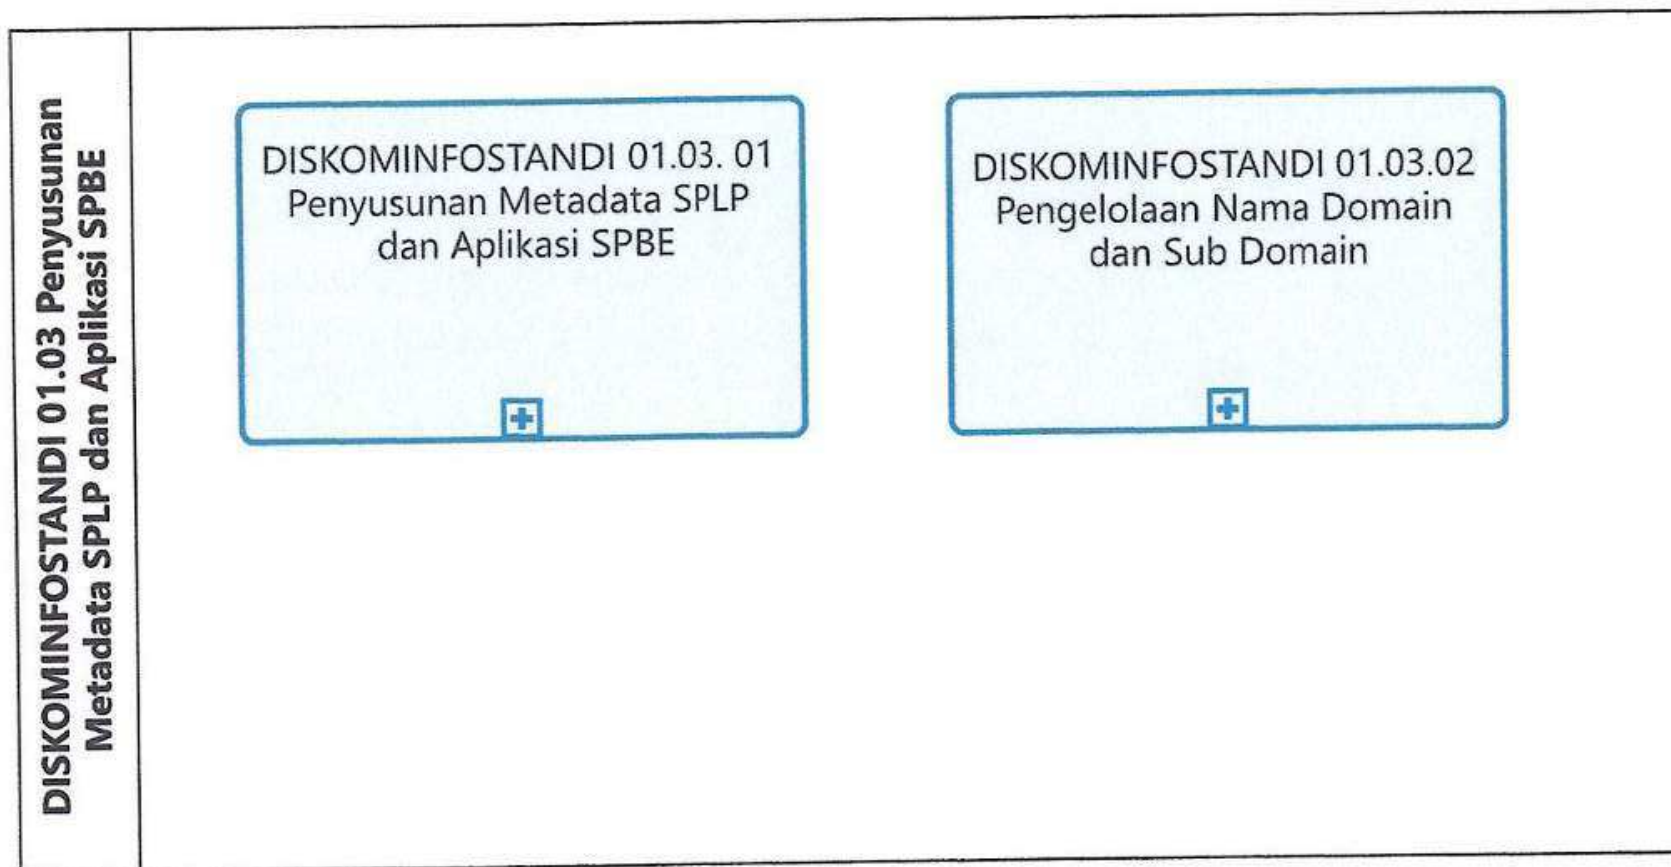 DISKOMINFOSTANDI 01.03 Penyusunan
Metadata SPLP dan Aplikasi SPBE
DISKOMINFOSTANDI 01.03. 01
Penyusunan Metadata SPLP
dan Aplikasi SPBE
DISKOMINFOSTANDI 01.03.02
Pengelolaan Nama Domain
dan Sub Domain